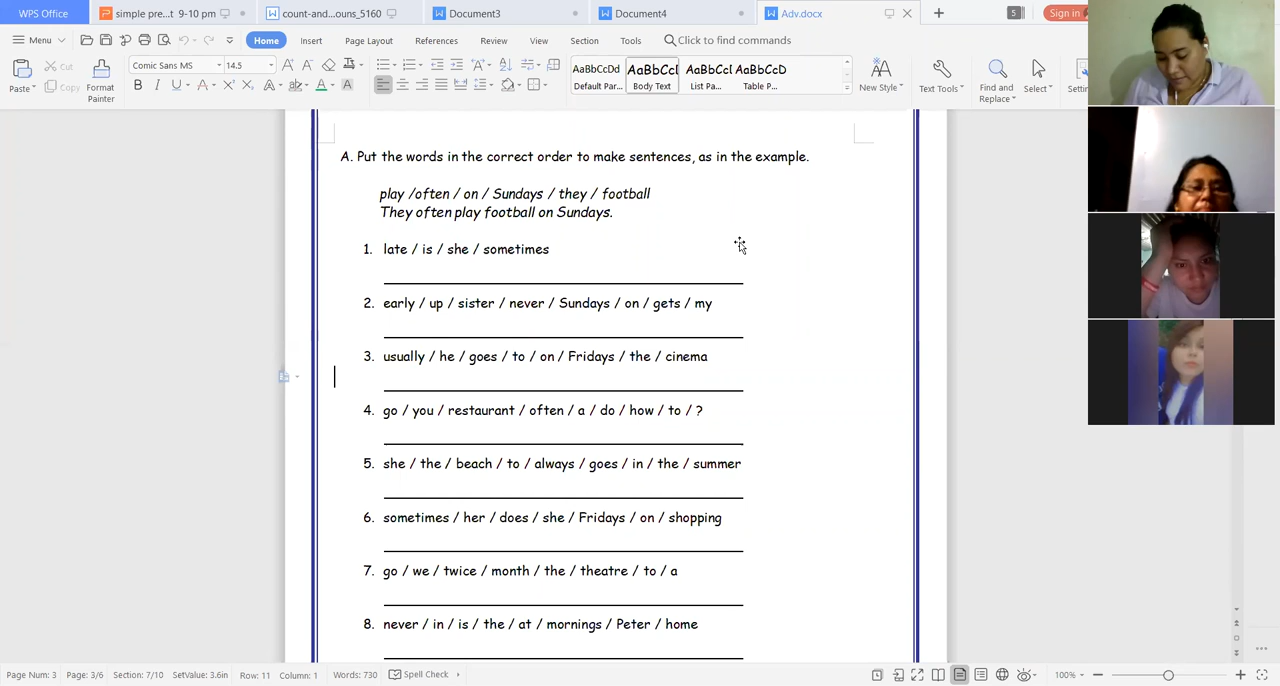 WPS Office
simple pre...t 9-10 pm
count-and...ouns_5160
Document3
Document4
Adv.docx
5
Sign in
Menu
Home
Insert
Page Layout
References
Review
View
Section
Tools
Click to find commands
Paste
Cut
Copy
Format Painter
Comic Sans MS
14.5
AaBbCcDd
Default Par...
AaBbCcI
Body Text
AaBbCcI
List Pa...
AaBbCcD
Table P...
New Style
Text Tools
Find and Replace
Select
A. Put the words in the correct order to make sentences, as in the example.
play /often / on / Sundays / they / football
They often play football on Sundays.
1. late / is / she / sometimes
2. early / up / sister / never / Sundays / on / gets / my
3. usually / he / goes / to / on / Fridays / the / cinema
4. go / you / restaurant / often / a / do / how / to / ?
5. she / the / beach / to / always / goes / in / the / summer
6. sometimes / her / does / she / Fridays / on / shopping
7. go / we / twice / month / the / theatre / to / a
8. never / in / is / the / at / mornings / Peter / home
Page Num: 3
Page: 3/6
Section: 7/10
SetValue: 3.6in
Row: 11
Column: 1
Words: 730
Spell Check
100%